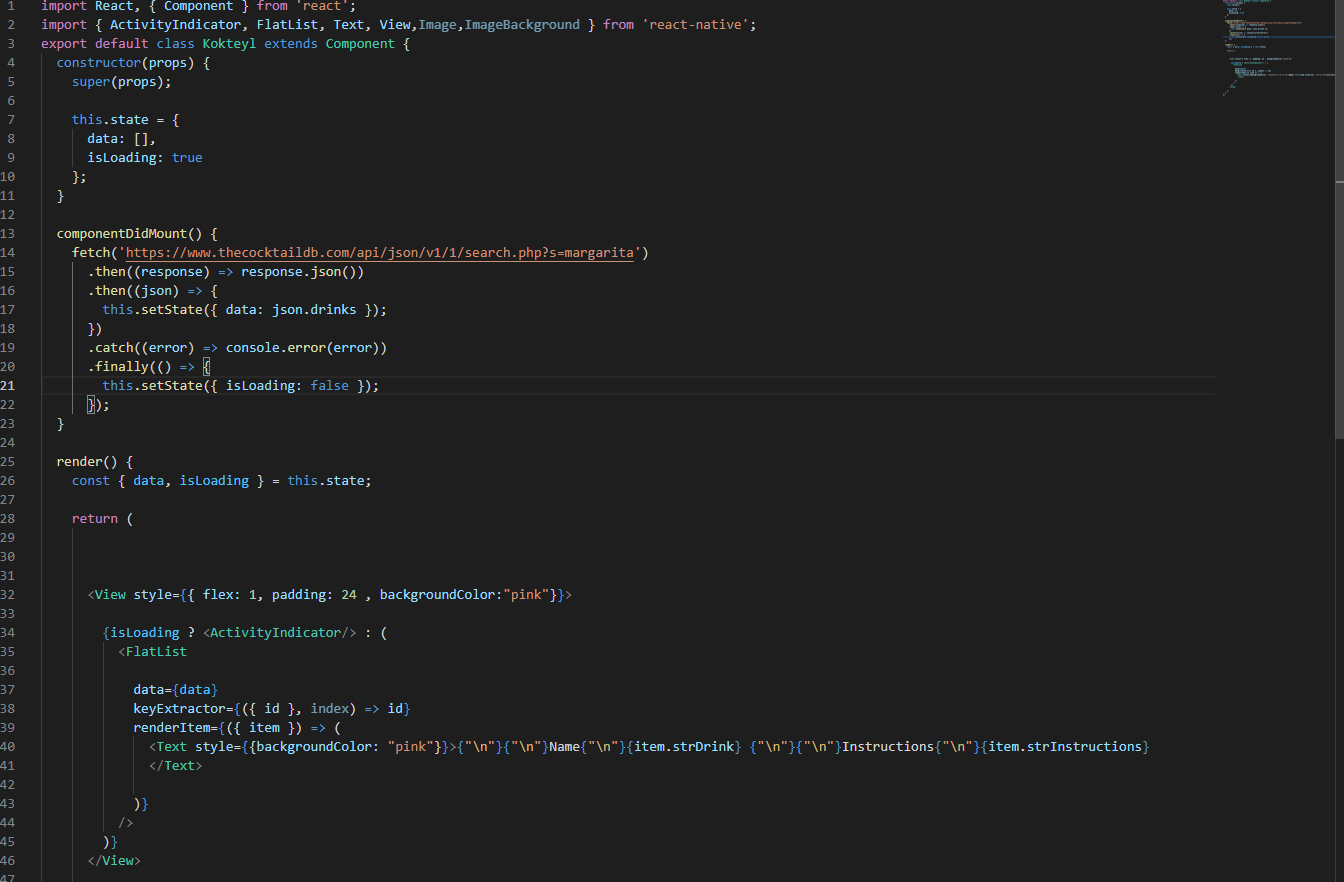 1 import React, { Component } from 'react';
2 import { ActivityIndicator, FlatList, Text, View,Image,ImageBackground } from 'react-native';
3 export default class Kokteyl extends Component {
4   constructor(props) {
5     super(props);
6
7     this.state = {
8       data: [],
9       isLoading: true
10     };
11   }
12
13   componentDidMount() {
14     fetch('https://www.thecocktaildb.com/api/json/v1/1/search.php?s=margarita')
15       .then((response) => response.json())
16       .then((json) => {
17         this.setState({ data: json.drinks });
18       })
19       .catch((error) => console.error(error))
20       .finally(() => {
21         this.setState({ isLoading: false });
22       });
23   }
24
25   render() {
26     const { data, isLoading } = this.state;
27
28     return (
29
30
31
32       <View style={{ flex: 1, padding: 24 , backgroundColor:"pink"}}>
33
34         {isLoading ? <ActivityIndicator/> : (
35           <FlatList
36
37             data={data}
38             keyExtractor={({ id }, index) => id}
39             renderItem={({ item }) => (
40               <Text style={{backgroundColor: "pink"}}>{"\n"}{"\n"}Name{"\n"}{item.strDrink} {"\n"}{"\n"}Instructions{"\n"}{item.strInstructions}
41               </Text>
42
43             )}
44           />
45         )}
46       </View>
47